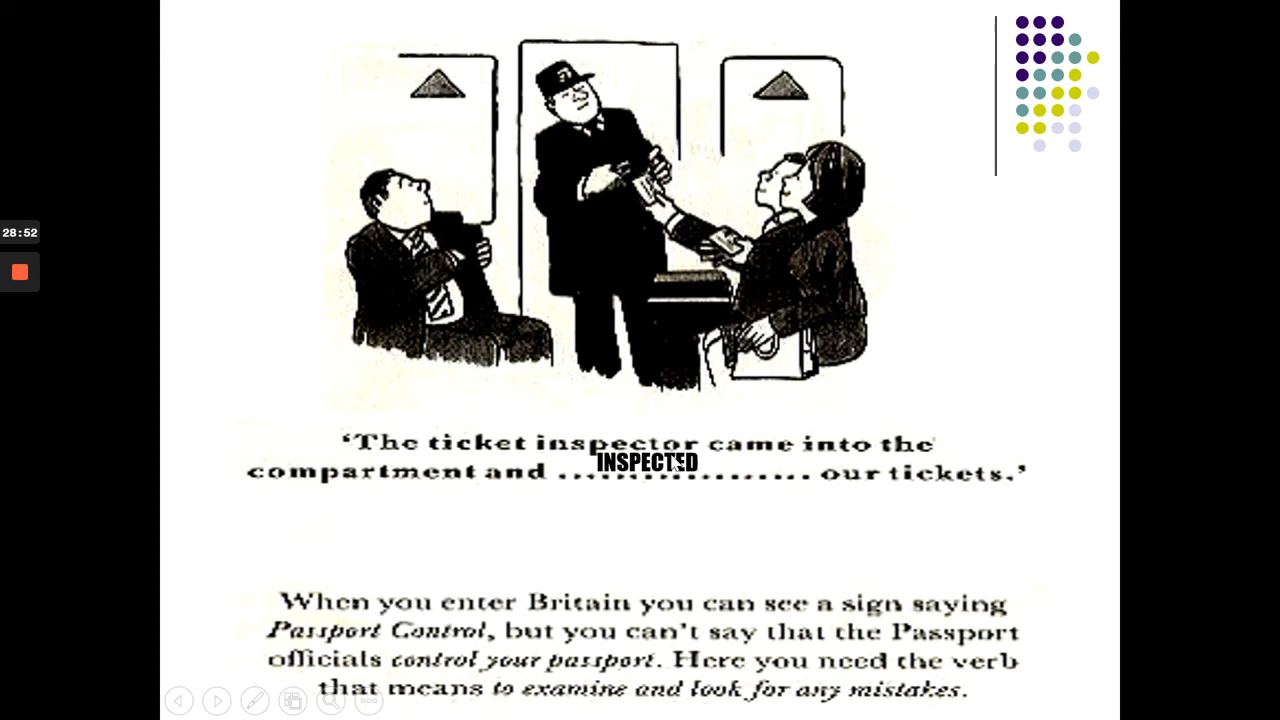 28:52
‘The ticket inspector came into the
INSPECTED
compartment and .................. our tickets.’
When you enter Britain you can see a sign saying
Passport Control, but you can’t say that the Passport
officials control your passport. Here you need the verb
that means to examine and look for any mistakes.